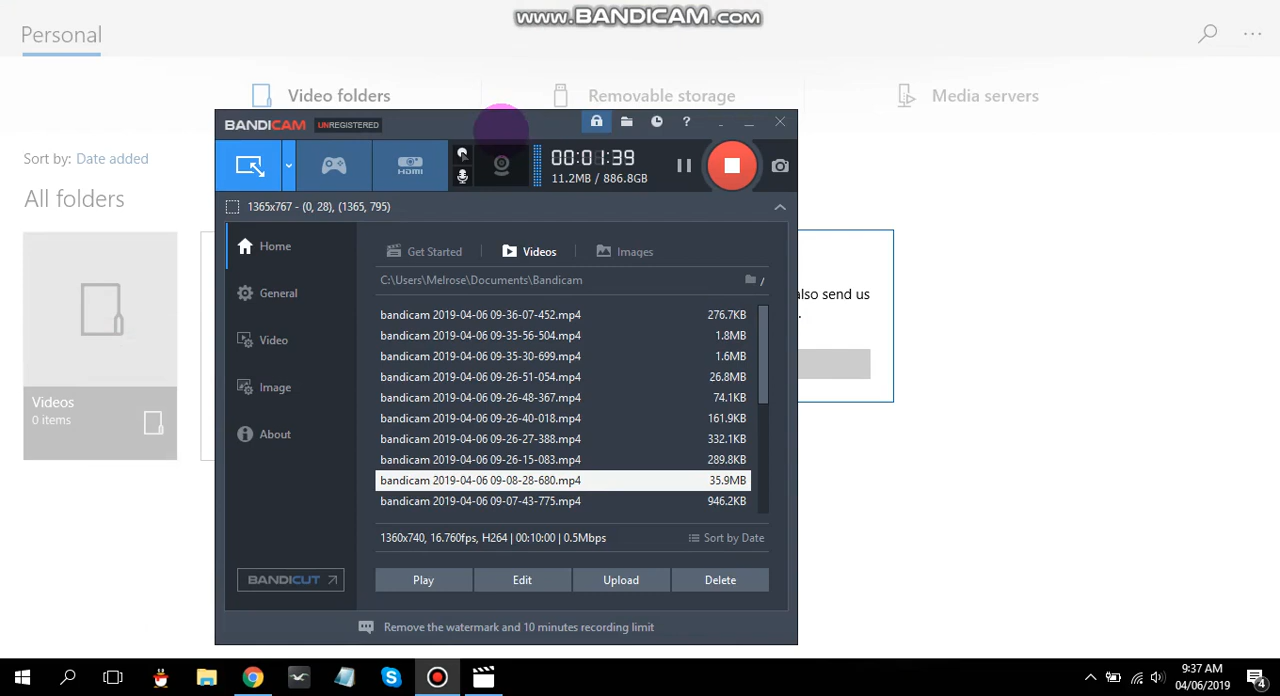 www.BANDICAM.com
Personal
Video folders
Removable storage
Media servers
BANDICAM UNREGISTERED
?
Sort by: Date added
HDMI
00:01:39
11.2MB / 886.8GB
All folders
1365x767 - (0, 28), (1365, 795)
Home
Get Started
Videos
Images
C:\Users\Melrose\Documents\Bandicam
/
General
also send us
.
bandicam 2019-04-06 09-36-07-452.mp4 276.7KB
bandicam 2019-04-06 09-35-56-504.mp4 1.8MB
Video
bandicam 2019-04-06 09-35-30-699.mp4 1.6MB
bandicam 2019-04-06 09-26-51-054.mp4 26.8MB
Image
bandicam 2019-04-06 09-26-48-367.mp4 74.1KB
Videos
0 items
bandicam 2019-04-06 09-26-40-018.mp4 161.9KB
About
bandicam 2019-04-06 09-26-27-388.mp4 332.1KB
bandicam 2019-04-06 09-26-15-083.mp4 289.8KB
bandicam 2019-04-06 09-08-28-680.mp4 35.9MB
bandicam 2019-04-06 09-07-43-775.mp4 946.2KB
1360x740, 16.760fps, H264 | 00:10:00 | 0.5Mbps
Sort by Date
BANDICUT
Play
Edit
Upload
Delete
Remove the watermark and 10 minutes recording limit
9:37 AM
04/06/2019
4